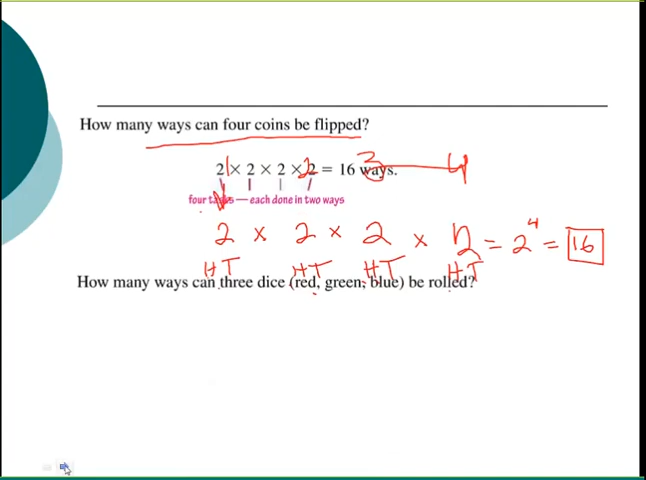 How many ways can four coins be flipped?
2 × 2 × 2 × 2 = 16 ways.
1 2 3 4
four — each done in two ways
2 × 2 × 2 × 2 = 2⁴ = 16
HT HT HT HT
How many ways can three dice (red, green, blue) be rolled?